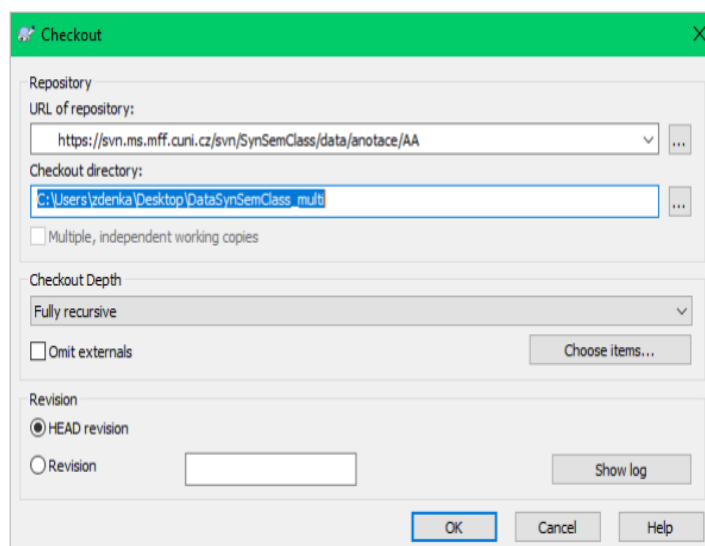 Checkout
Repository
URL of repository:
https://svn.ms.mff.cuni.cz/svn/SynSemClass/data/anotace/AA
...
Checkout directory:
C:\Users\zdenka\Desktop\DataSynSemClass_multi
...
Multiple, independent working copies
Checkout Depth
Fully recursive
Omit externals
Choose items...
Revision
HEAD revision
Revision
Show log
OK Cancel Help